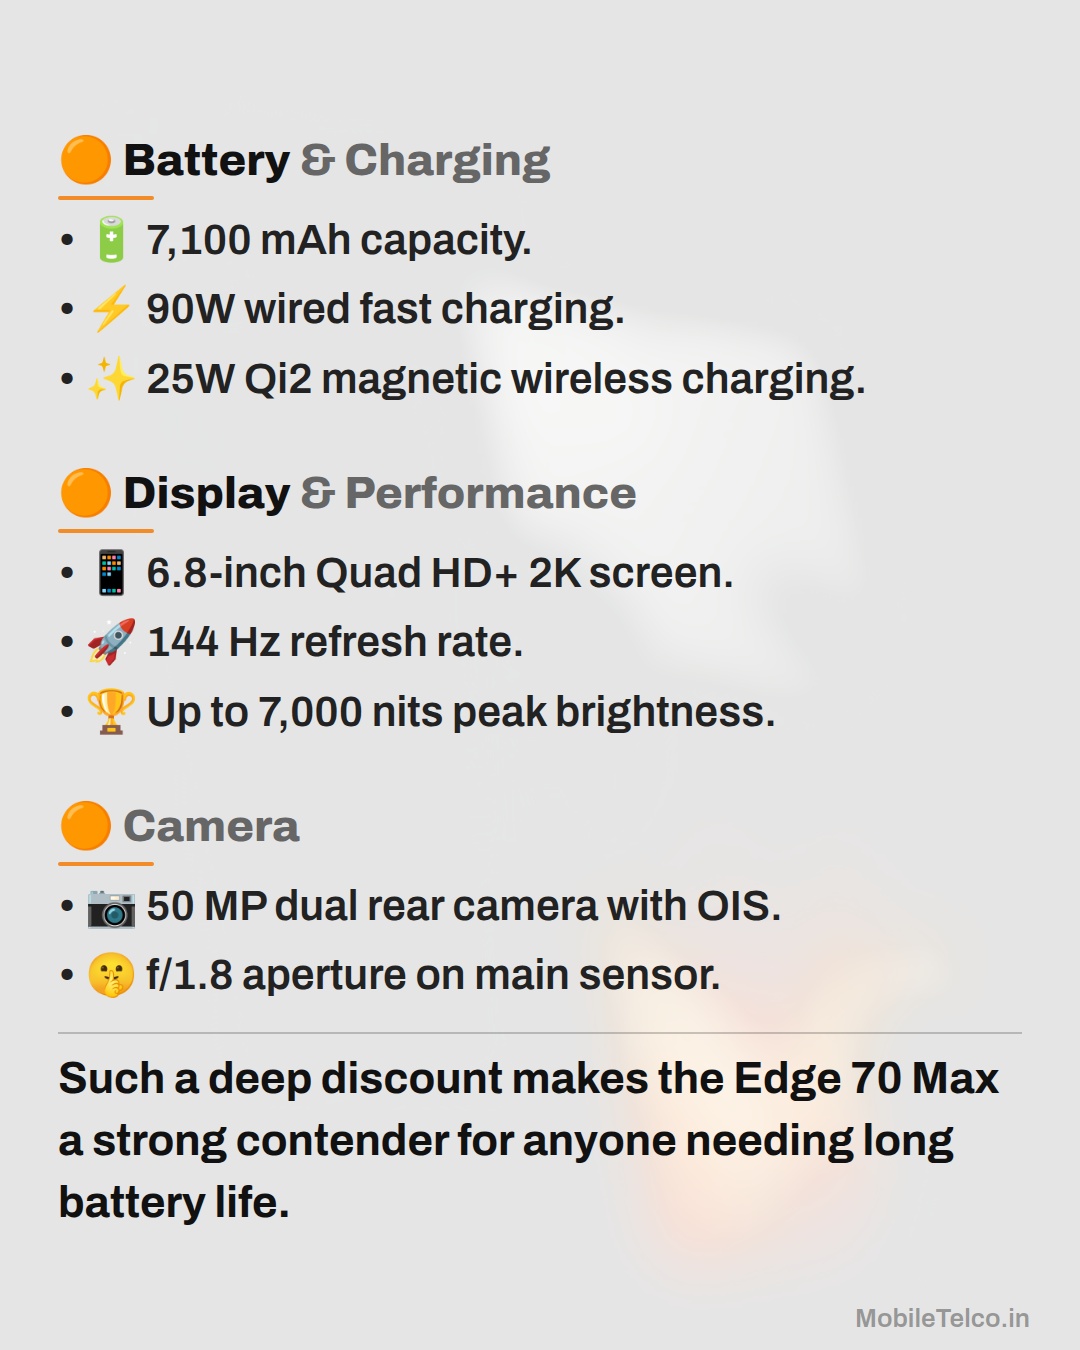 🟠 Battery & Charging
• 🔋 7,100 mAh capacity.
• ⚡ 90W wired fast charging.
• ✨ 25W Qi2 magnetic wireless charging.
🟠 Display & Performance
• 📱 6.8-inch Quad HD+ 2K screen.
• 🚀 144 Hz refresh rate.
• 🏆 Up to 7,000 nits peak brightness.
🟠 Camera
• 📷 50 MP dual rear camera with OIS.
• 🤫 f/1.8 aperture on main sensor.
Such a deep discount makes the Edge 70 Max
a strong contender for anyone needing long
battery life.
MobileTelco.in